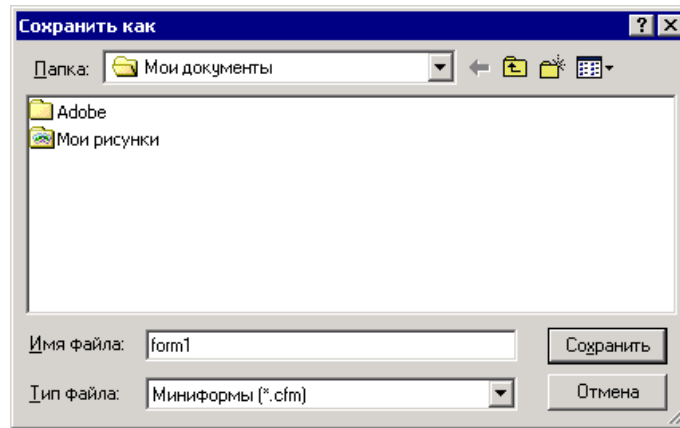 Сохранить как
Папка: Мои документы
Adobe
Мои рисунки
Имя файла: form1 Сохранить
Тип файла: Миниформы (*.cfm) Отмена